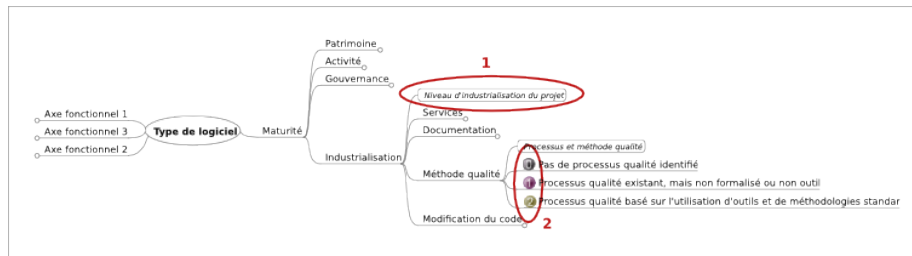 Patrimoine
Activité
Gouvernance
1
Niveau d'industrialisation du projet
Services
Documentation
Axe fonctionnel 1
Axe fonctionnel 3
Axe fonctionnel 2
Type de logiciel
Maturité
Industrialisation
Processus et méthode qualité
Pas de processus qualité identifié
Méthode qualité
Processus qualité existant, mais non formalisé ou non outil
Processus qualité basé sur l'utilisation d'outils et de méthodologies standar
Modification du code
2